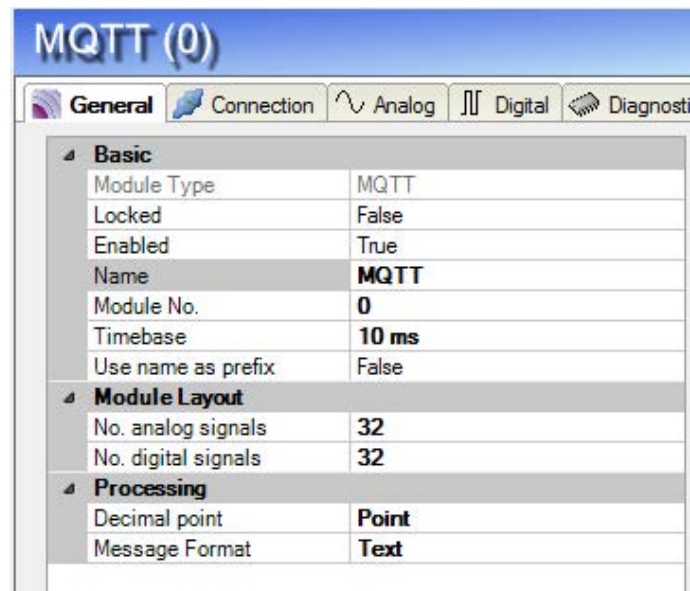 MQTT (0)
General Connection Analog Digital Diagnosti
Basic
Module Type MQTT
Locked False
Enabled True
Name MQTT
Module No. 0
Timebase 10 ms
Use name as prefix False
Module Layout
No. analog signals 32
No. digital signals 32
Processing
Decimal point Point
Message Format Text